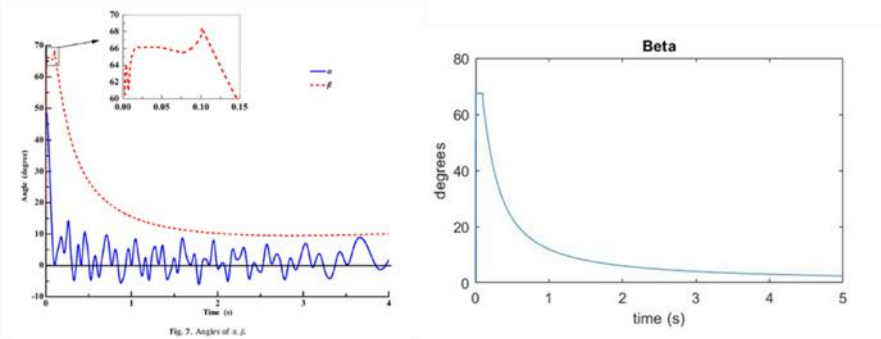 70
68
66
64
62
60
0.00 0.05 0.10 0.15
α
β
70
60
50
40
30
20
10
0
-10
Angle (degree)
0 1 2 3 4
Time (s)
Fig. 7. Angles of α, β.
Beta
80
60
40
20
0
degrees
0 1 2 3 4 5
time (s)